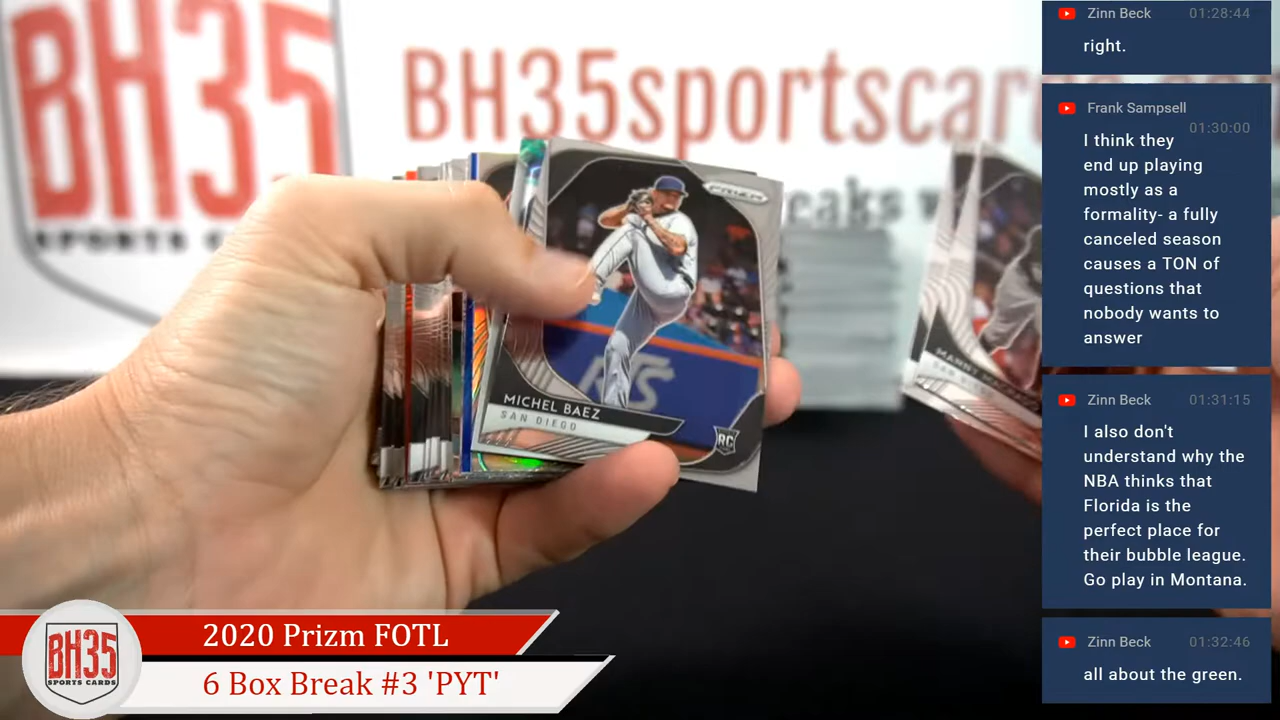 BH35
SPORTS C
BH35sportscar
eaks w
PRIZM
RTS
MICHEL BAEZ
SAN DIEGO
RC
MANNY
SAN
BH35
SPORTS CARDS
2020 Prizm FOTL
6 Box Break #3 'PYT'
Zinn Beck 01:28:44
right.
Frank Sampsell
01:30:00
I think they
end up playing
mostly as a
formality- a fully
canceled season
causes a TON of
questions that
nobody wants to
answer
Zinn Beck 01:31:15
I also don't
understand why the
NBA thinks that
Florida is the
perfect place for
their bubble league.
Go play in Montana.
Zinn Beck 01:32:46
all about the green.